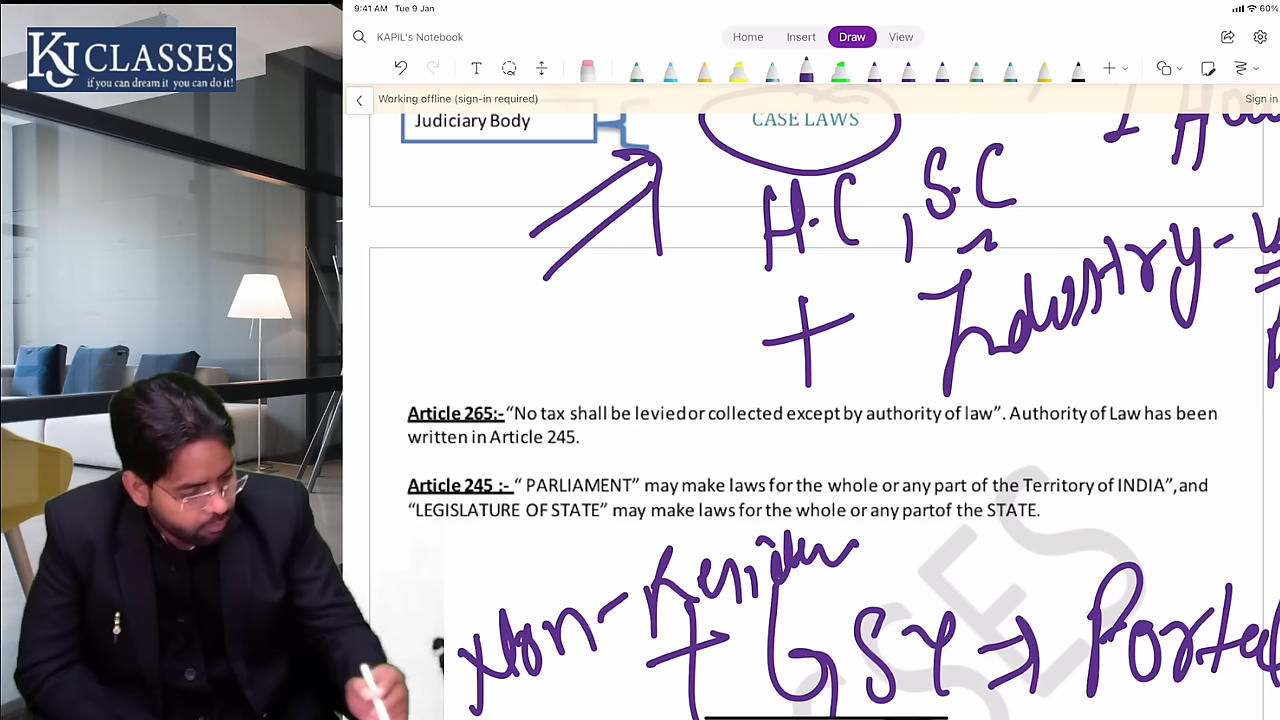 KJ CLASSES
if you can dream it you can do it!
9:41 AM Tue 9 Jan
60%
KAPIL's Notebook
Home Insert Draw View
Working offline (sign-in required)
Sign in
Judiciary Body
CASE LAWS
H.C, S.C
+ Industry-
Article 265:-“No tax shall be levied or collected except by authority of law”. Authority of Law has been
written in Article 245.
Article 245 :- “ PARLIAMENT” may make laws for the whole or any part of the Territory of INDIA”,and
“LEGISLATURE OF STATE” may make laws for the whole or any partof the STATE.
Non-
GST → Portal
SES